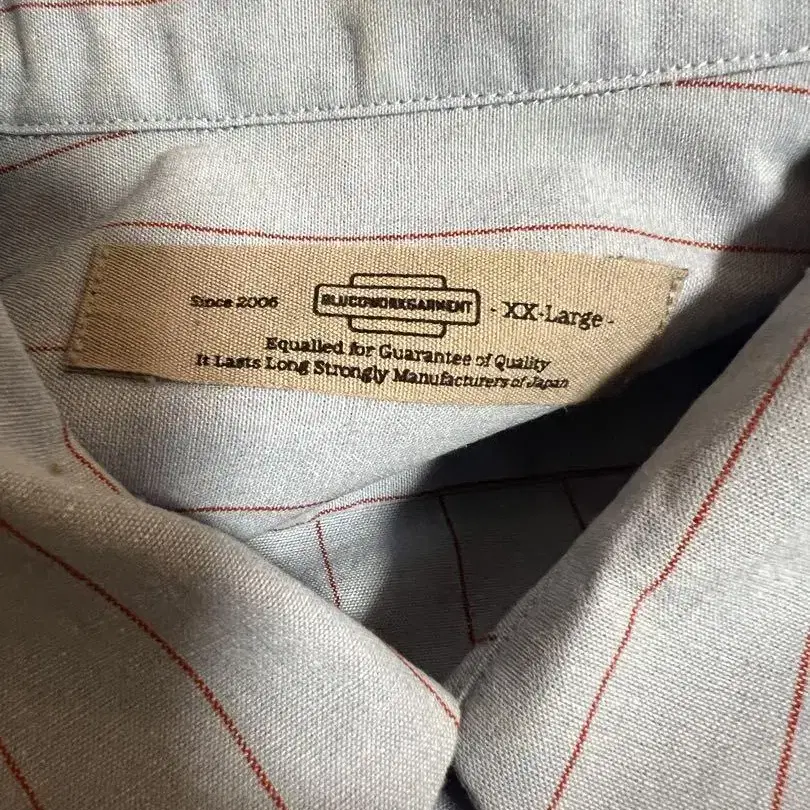 Since 2006 BLUCOWORKGARMENT - XX-Large -
Equalled for Guarantee of Quality
It Lasts Long Strongly Manufacturers of Japan